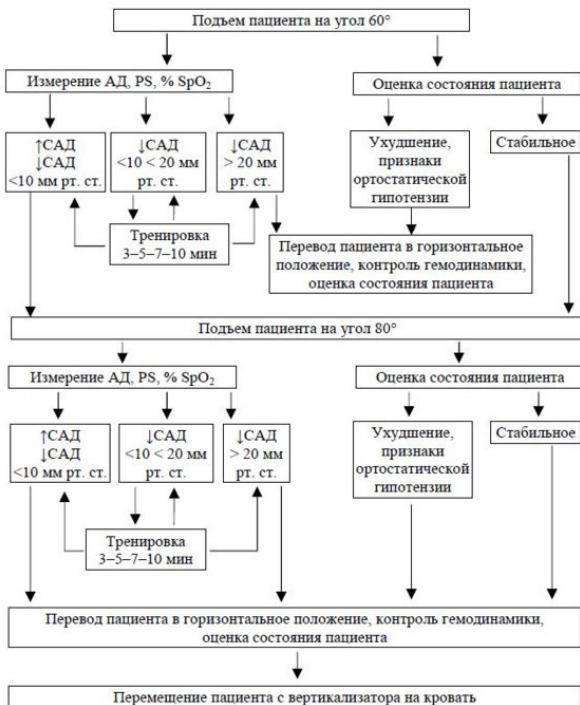 Подъем пациента на угол 60°
Измерение АД, PS, % SpO₂
Оценка состояния пациента
↑САД
↓САД
<10 мм рт. ст.
↓САД
<10 < 20 мм
рт. ст.
↓САД
> 20 мм
рт. ст.
Ухудшение,
признаки
ортостатической
гипотензии
Стабильное
Тренировка
3–5–7–10 мин
Перевод пациента в горизонтальное
положение, контроль гемодинамики,
оценка состояния пациента
Подъем пациента на угол 80°
Измерение АД, PS, % SpO₂
Оценка состояния пациента
↑САД
↓САД
<10 мм рт. ст.
↓САД
<10 < 20 мм
рт. ст.
↓САД
> 20 мм
рт. ст.
Ухудшение,
признаки
ортостатической
гипотензии
Стабильное
Тренировка
3–5–7–10 мин
Перевод пациента в горизонтальное положение, контроль гемодинамики,
оценка состояния пациента
Перемещение пациента с вертикализатора на кровать